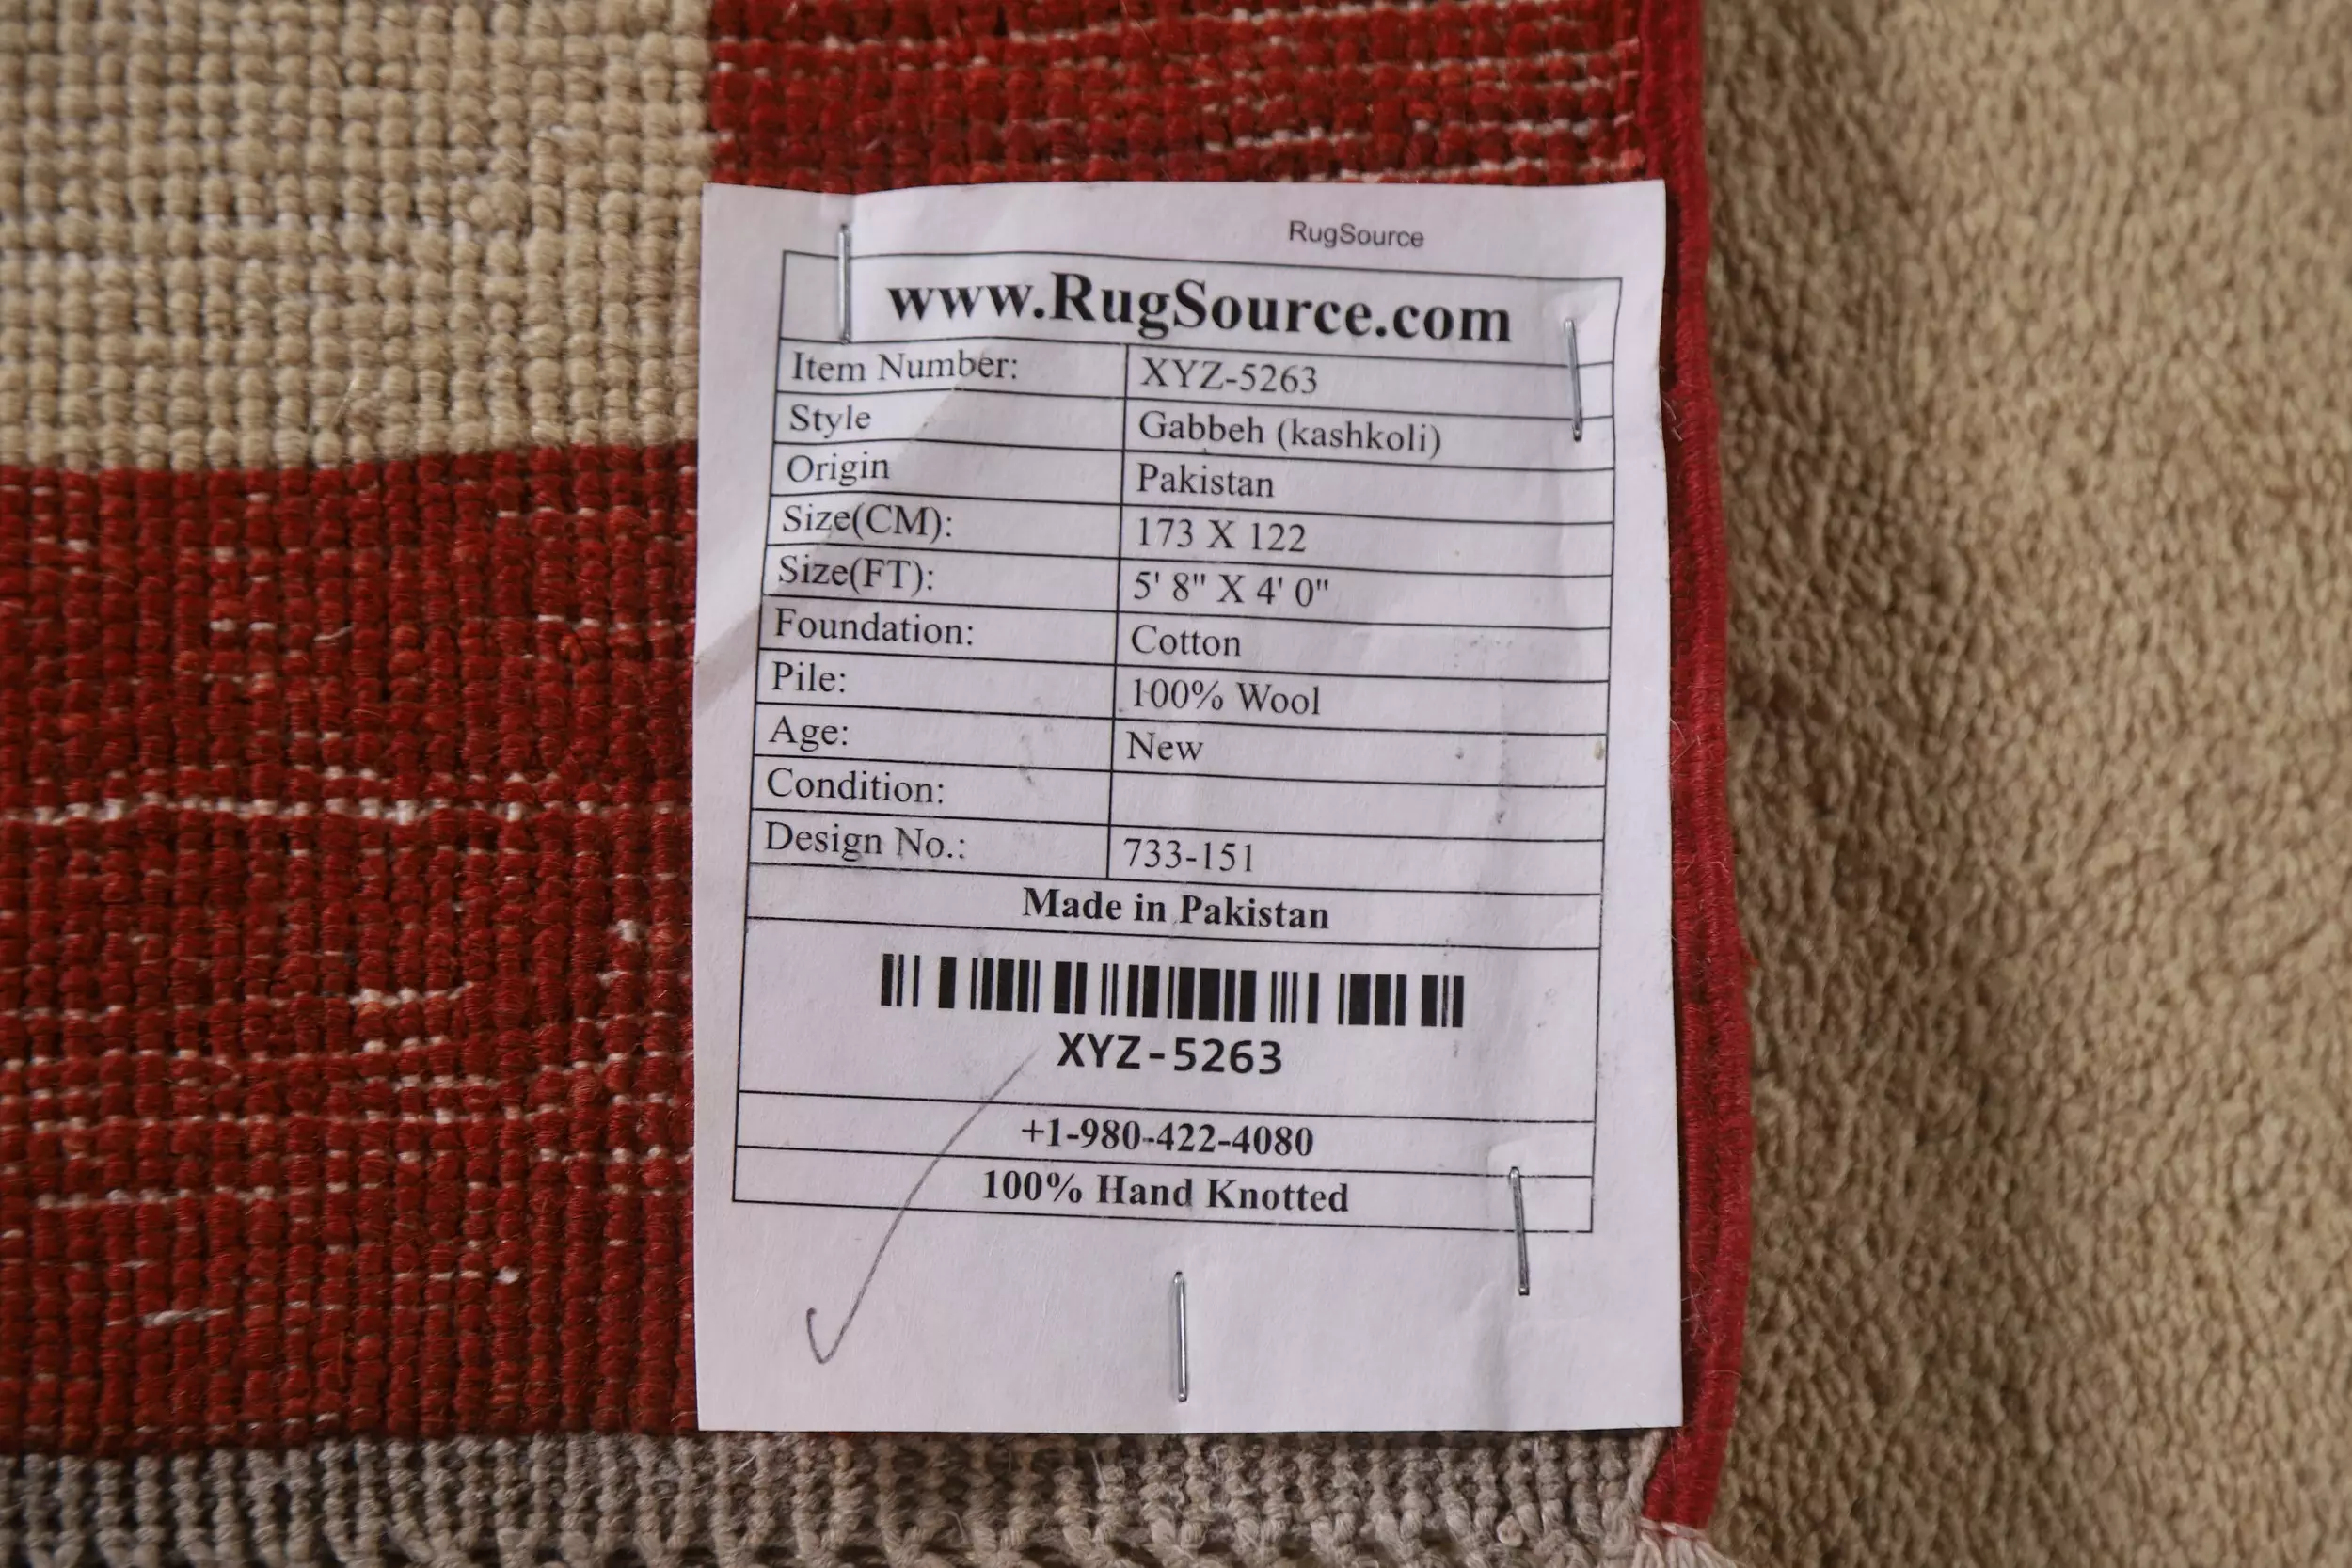 RugSource
www.RugSource.com
Item Number: XYZ-5263
Style Gabbeh (kashkoli)
Origin Pakistan
Size(CM): 173 X 122
Size(FT): 5' 8" X 4' 0"
Foundation: Cotton
Pile: 100% Wool
Age: New
Condition:
Design No.: 733-151
Made in Pakistan
XYZ-5263
+1-980-422-4080
100% Hand Knotted